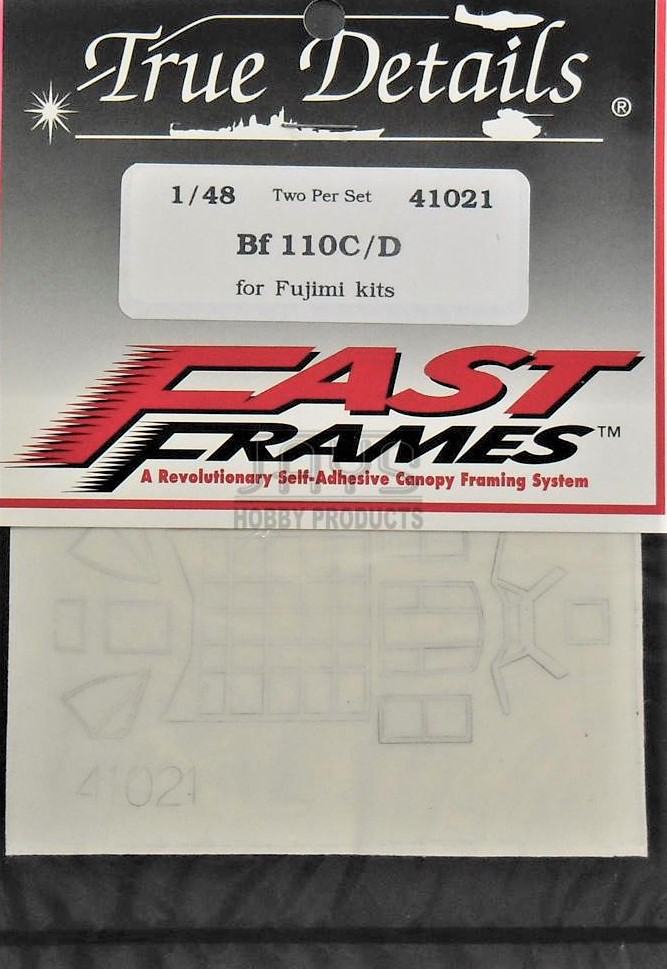 True Details ®
1/48 Two Per Set 41021
Bf 110C/D
for Fujimi kits
FAST
FRAMES™
A Revolutionary Self-Adhesive Canopy Framing System
JAYS
HOBBY PRODUCTS
41021